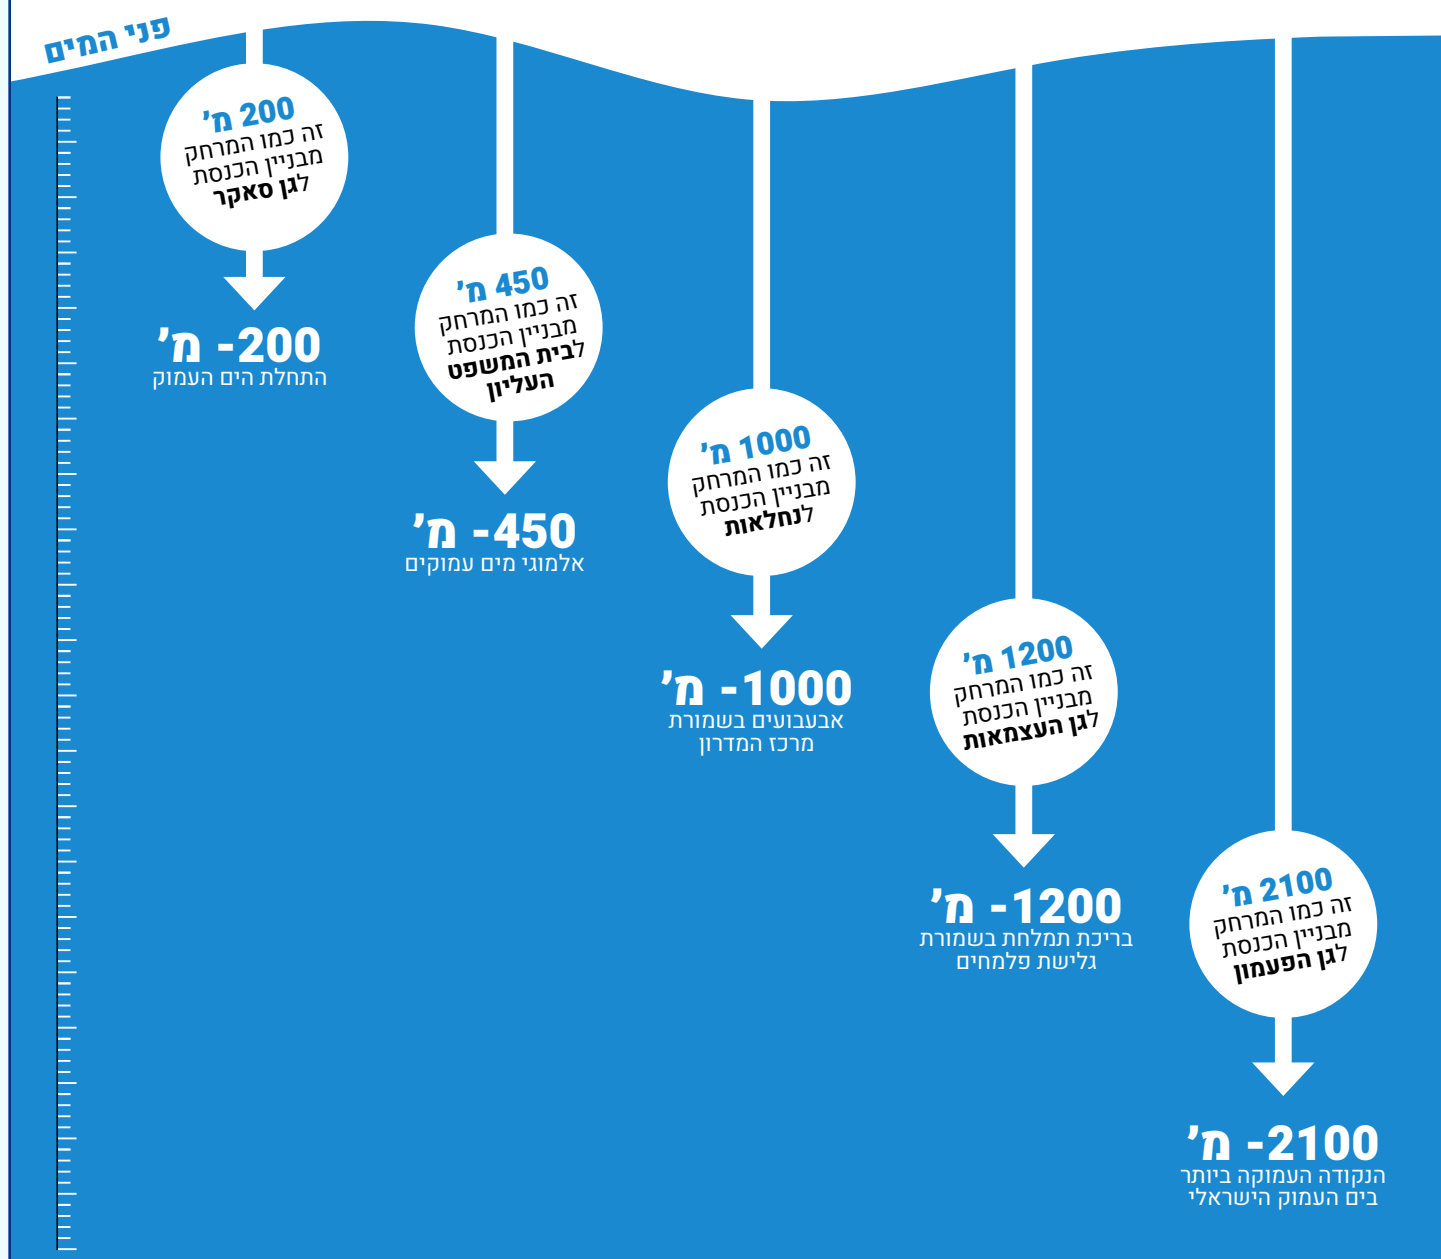 פני המים
200 מ'
זה כמו המרחק
מבניין הכנסת
לגן סאקר
200- מ'
התחלת הים העמוק
450 מ'
זה כמו המרחק
מבניין הכנסת
לבית המשפט
העליון
450- מ'
אלמוגי מים עמוקים
1000 מ'
זה כמו המרחק
מבניין הכנסת
לנחלאות
1000- מ'
אבעבועים בשמורת
מרכז המדרון
1200 מ'
זה כמו המרחק
מבניין הכנסת
לגן העצמאות
1200- מ'
בריכת תמלחת בשמורת
גלישת פלמחים
2100 מ'
זה כמו המרחק
מבניין הכנסת
לגן הפעמון
2100- מ'
הנקודה העמוקה ביותר
בים העמוק הישראלי